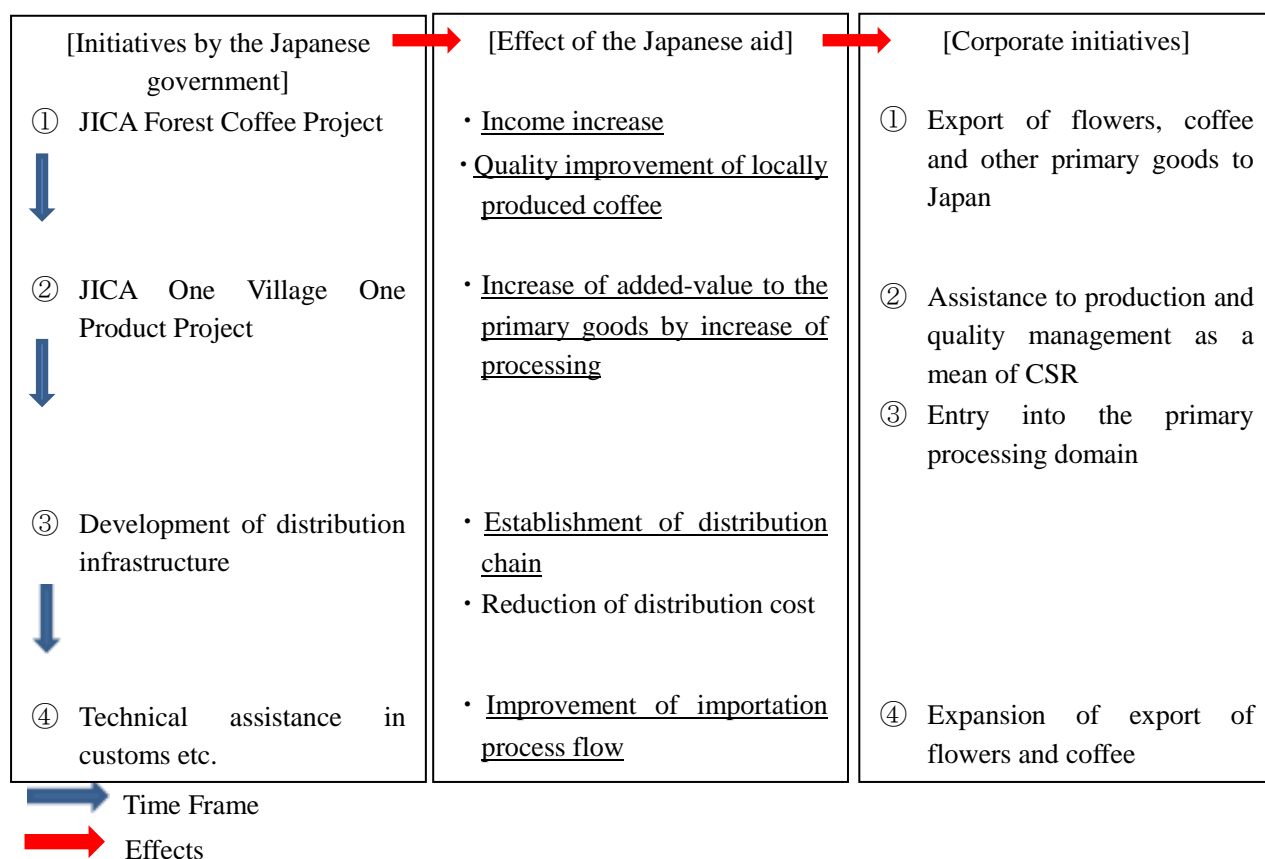 [Initiatives by the Japanese
government]
① JICA Forest Coffee Project
② JICA One Village One
Product Project
③ Development of distribution
infrastructure
④ Technical assistance in
customs etc.
[Effect of the Japanese aid]
・Income increase
・Quality improvement of locally
produced coffee
・Increase of added-value to the
primary goods by increase of
processing
・Establishment of distribution
chain
・Reduction of distribution cost
・Improvement of importation
process flow
[Corporate initiatives]
① Export of flowers, coffee
and other primary goods to
Japan
② Assistance to production and
quality management as a
mean of CSR
③ Entry into the primary
processing domain
④ Expansion of export of
flowers and coffee
Time Frame
Effects